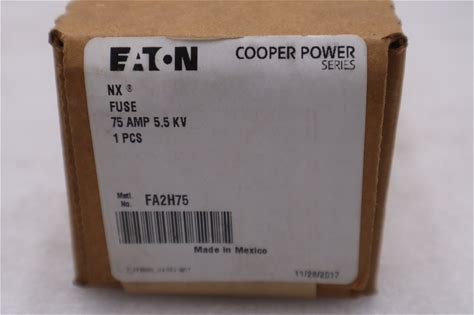 EATON
COOPER POWER
SERIES
NX ®
FUSE
75 AMP 5.5 KV
1 PCS
Matl.
No.
FA2H75
Made in Mexico
11/28/2017